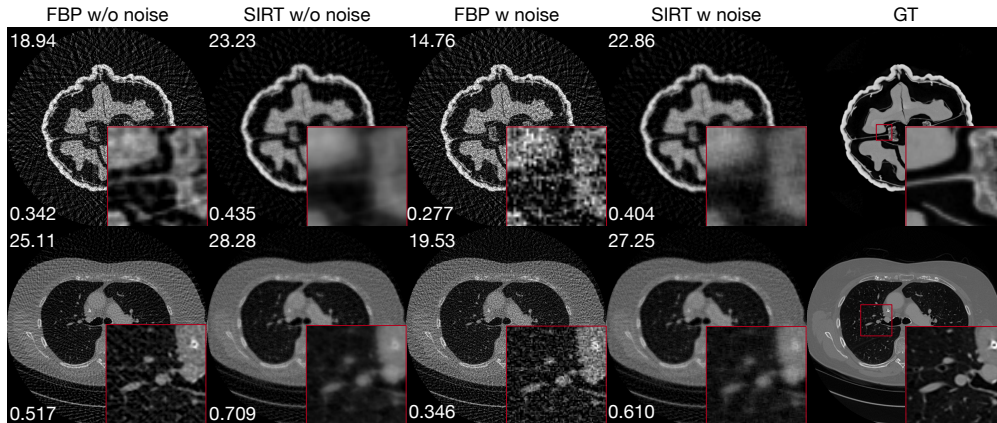 FBP w/o noise SIRT w/o noise FBP w noise SIRT w noise GT
18.94 23.23 14.76 22.86
0.342 0.435 0.277 0.404
25.11 28.28 19.53 27.25
0.517 0.709 0.346 0.610